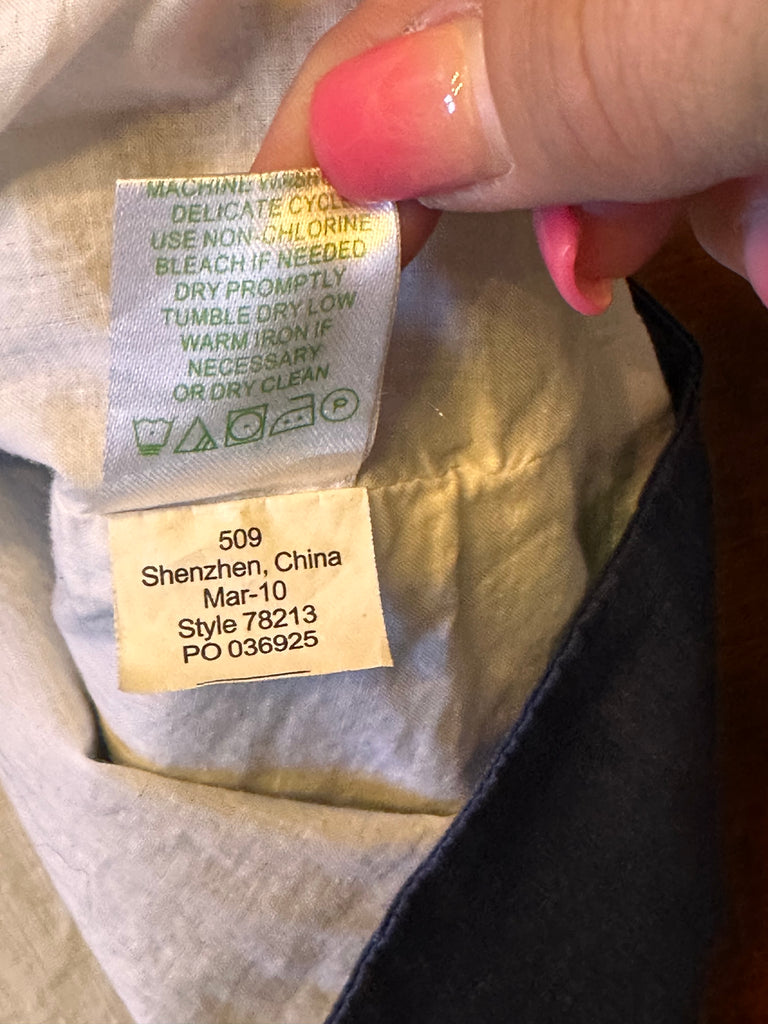 MACHINE WASH
DELICATE CYCLE
USE NON-CHLORINE
BLEACH IF NEEDED
DRY PROMPTLY
TUMBLE DRY LOW
WARM IRON IF
NECESSARY
OR DRY CLEAN
P
509
Shenzhen, China
Mar-10
Style 78213
PO 036925